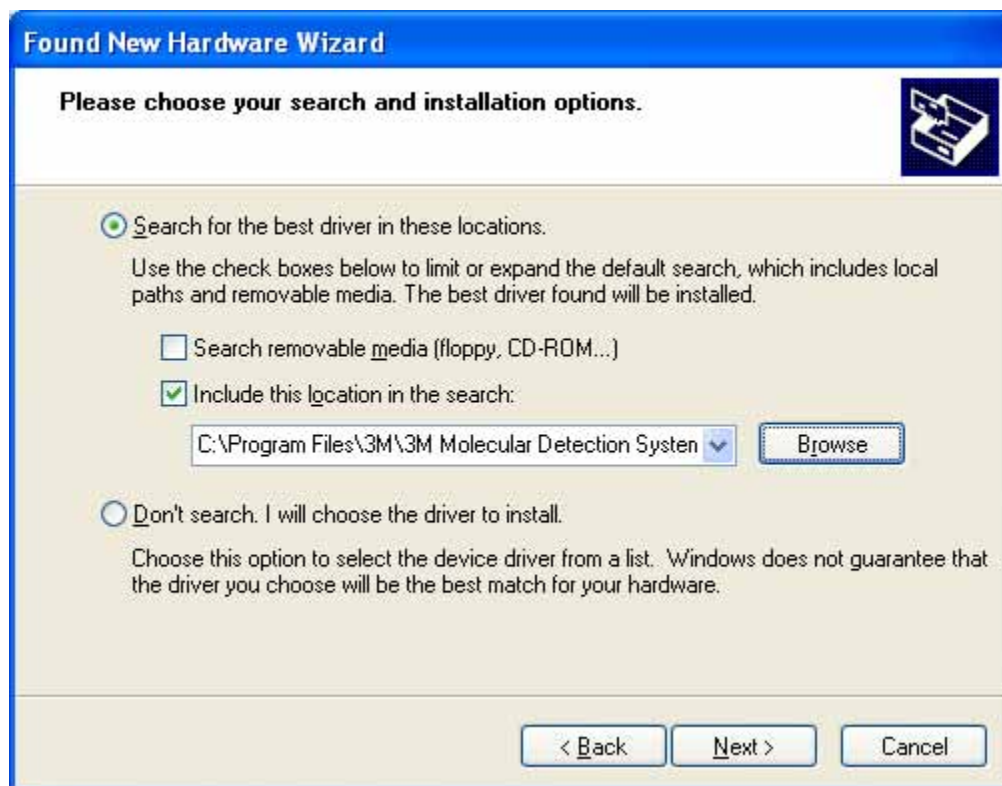 Found New Hardware Wizard
Please choose your search and installation options.
Search for the best driver in these locations.
Use the check boxes below to limit or expand the default search, which includes local
paths and removable media. The best driver found will be installed.
Search removable media (floppy, CD-ROM...)
Include this location in the search:
C:\Program Files\3M\3M Molecular Detection System
Browse
Don't search. I will choose the driver to install.
Choose this option to select the device driver from a list. Windows does not guarantee that
the driver you choose will be the best match for your hardware.
< Back
Next >
Cancel